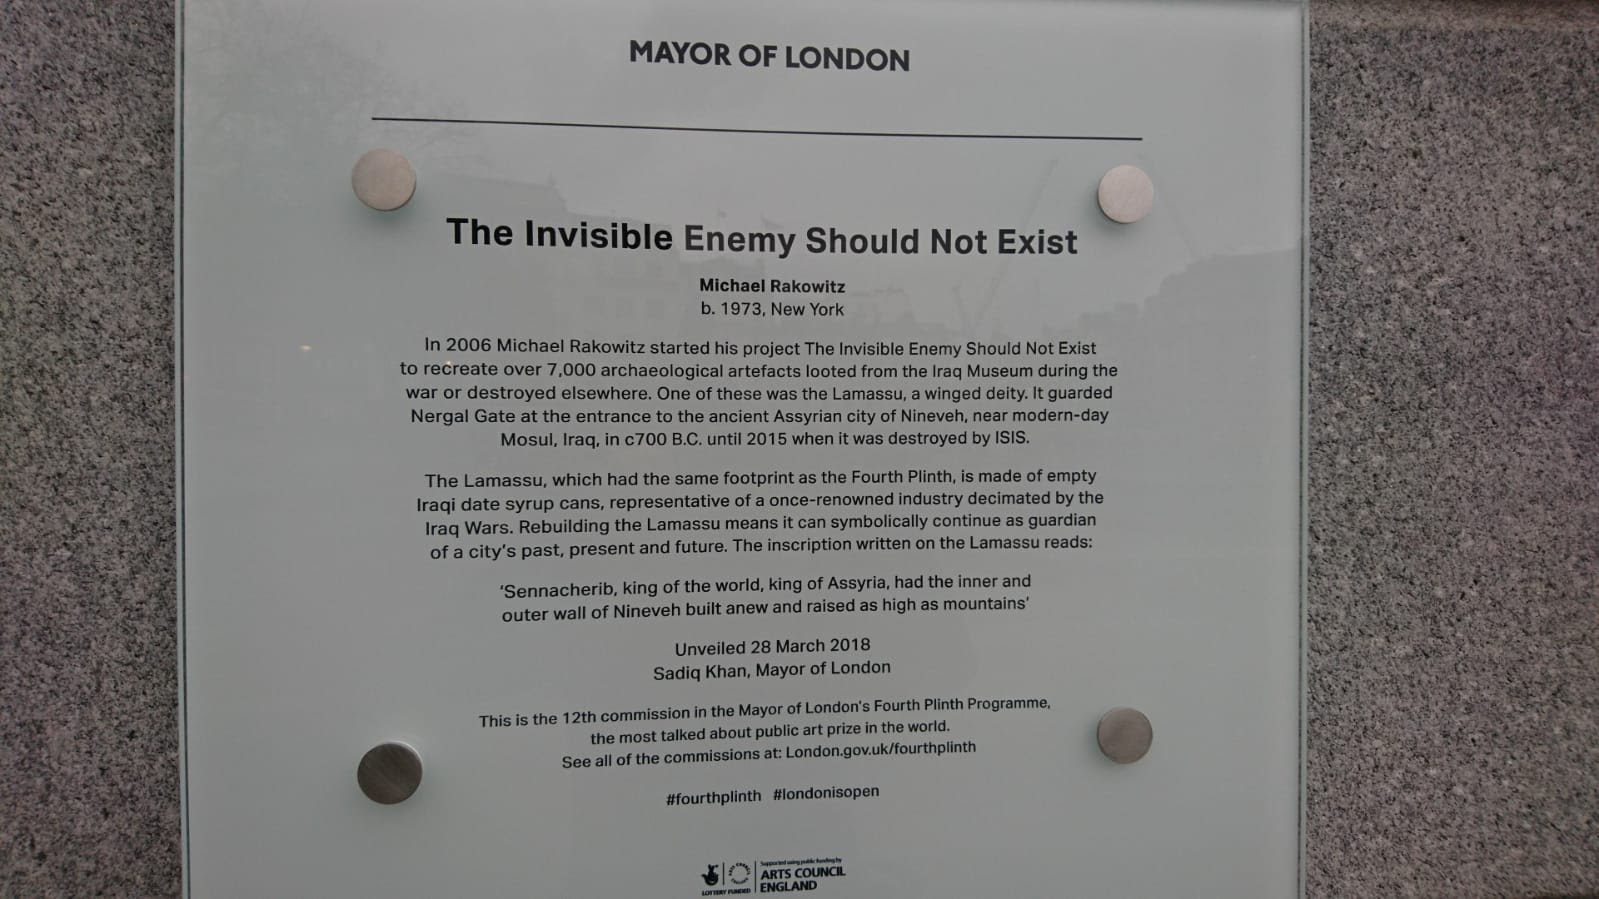 MAYOR OF LONDON
The Invisible Enemy Should Not Exist
Michael Rakowitz
b. 1973, New York
In 2006 Michael Rakowitz started his project The Invisible Enemy Should Not Exist
to recreate over 7,000 archaeological artefacts looted from the Iraq Museum during the
war or destroyed elsewhere. One of these was the Lamassu, a winged deity. It guarded
Nergal Gate at the entrance to the ancient Assyrian city of Nineveh, near modern-day
Mosul, Iraq, in c700 B.C. until 2015 when it was destroyed by ISIS.
The Lamassu, which had the same footprint as the Fourth Plinth, is made of empty
Iraqi date syrup cans, representative of a once-renowned industry decimated by the
Iraq Wars. Rebuilding the Lamassu means it can symbolically continue as guardian
of a city's past, present and future. The inscription written on the Lamassu reads:
'Sennacherib, king of the world, king of Assyria, had the inner and
outer wall of Nineveh built anew and raised as high as mountains'
Unveiled 28 March 2018
Sadiq Khan, Mayor of London
This is the 12th commission in the Mayor of London's Fourth Plinth Programme,
the most talked about public art prize in the world.
See all of the commissions at: London.gov.uk/fourthplinth
#fourthplinth #londonisopen
Supported using public funding by
ARTS COUNCIL
ENGLAND
LOTTERY FUNDED